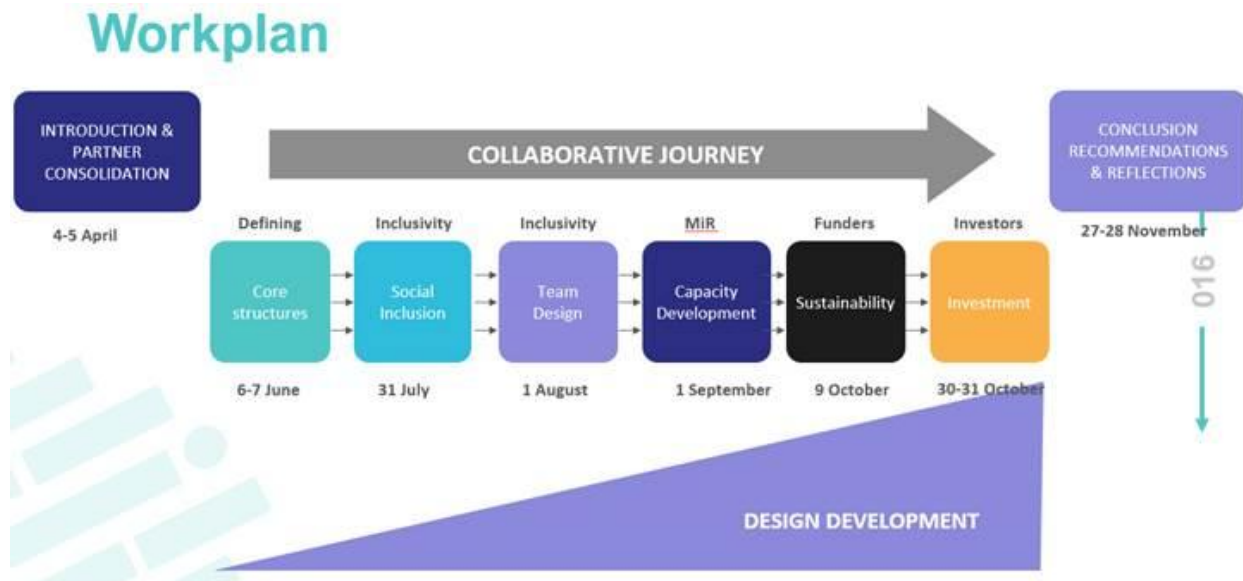 Workplan
INTRODUCTION &
PARTNER
CONSOLIDATION
4-5 April
COLLABORATIVE JOURNEY
CONCLUSION
RECOMMENDATIONS
& REFLECTIONS
27-28 November
Defining
Inclusivity
Inclusivity
MiR
Funders
Investors
Core
structures
Social
Inclusion
Team
Design
Capacity
Development
Sustainability
Investment
6-7 June
31 July
1 August
1 September
9 October
30-31 October
016
DESIGN DEVELOPMENT